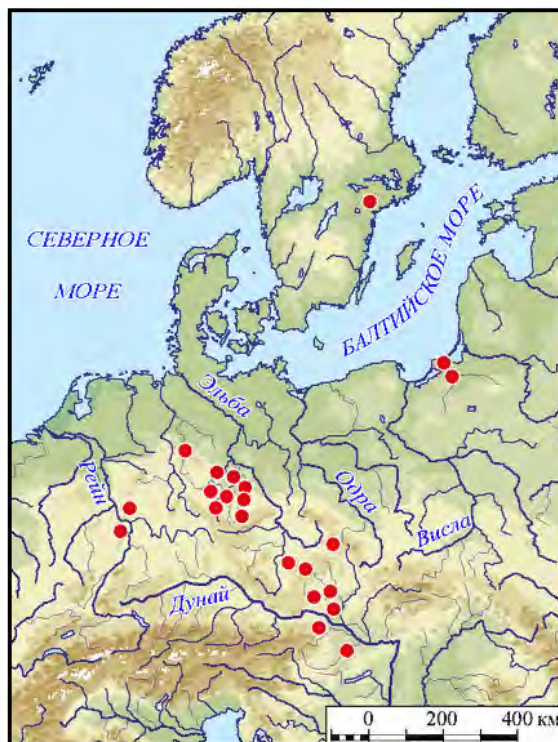 СЕВЕРНОЕ
МОРЕ
БАЛТИЙСКОЕ МОРЕ
Эльба
Рейн
Одра
Висла
Дунай
0 200 400 км